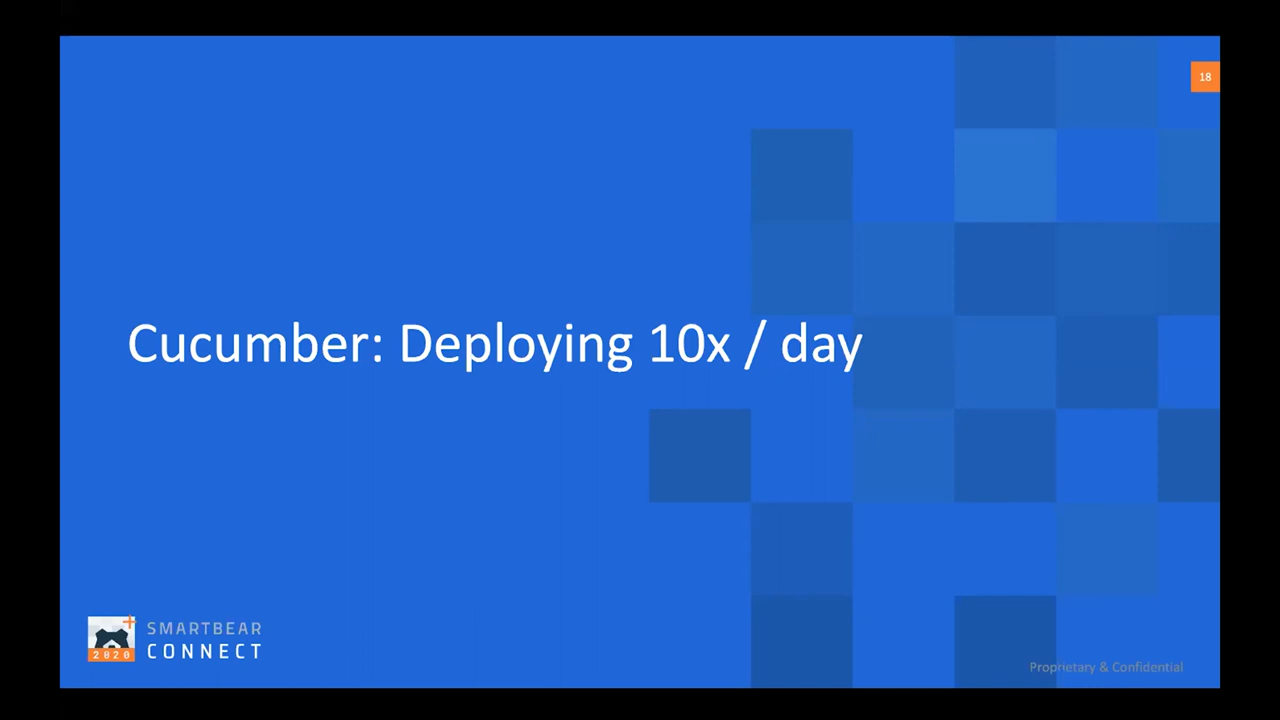 18
Cucumber: Deploying 10x / day
SMARTBEAR
CONNECT
2020
Proprietary & Confidential